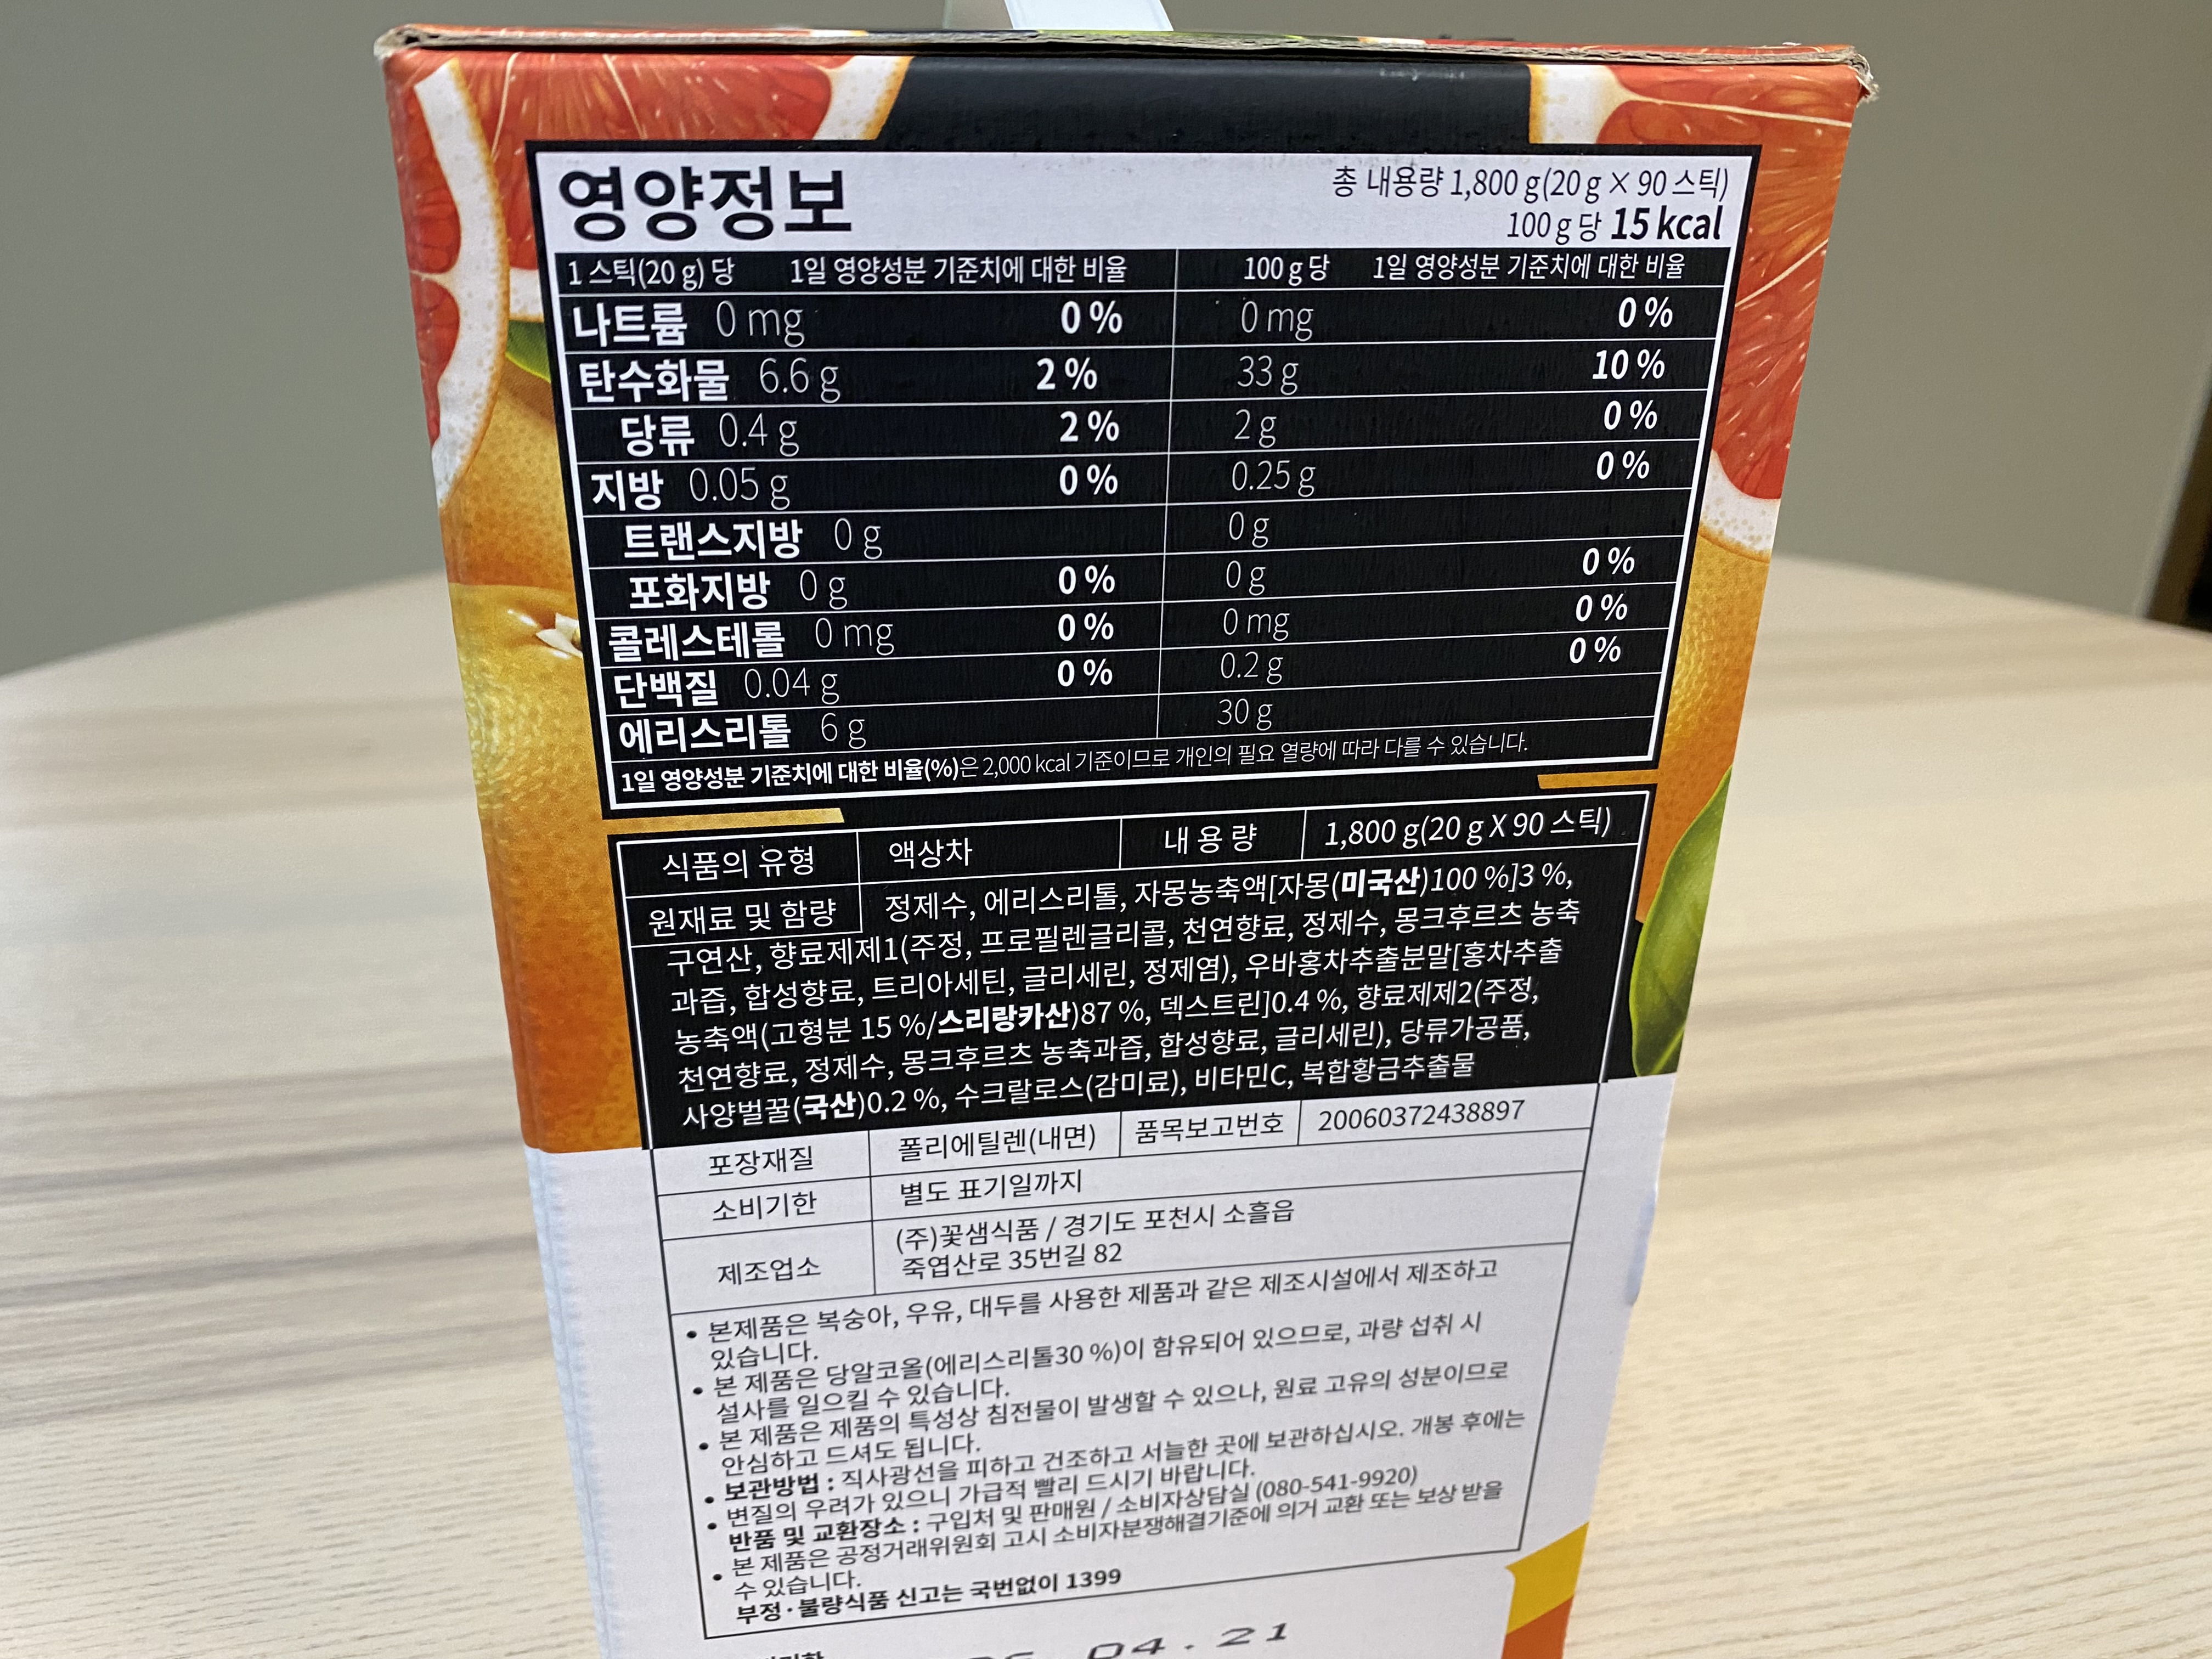 영양정보
총 내용량 1,800 g(20 g × 90 스틱)
100 g 당 15 kcal
1 스틱(20 g) 당 1일 영양성분 기준치에 대한 비율 100 g 당 1일 영양성분 기준치에 대한 비율
나트륨 0 mg 0 % 0 mg 0 %
탄수화물 6.6 g 2 % 33 g 10 %
당류 0.4 g 2 % 2 g 0 %
지방 0.05 g 0 % 0.25 g 0 %
트랜스지방 0 g 0 g
포화지방 0 g 0 % 0 g 0 %
콜레스테롤 0 mg 0 % 0 mg 0 %
단백질 0.04 g 0 % 0.2 g 0 %
에리스리톨 6 g 30 g
1일 영양성분 기준치에 대한 비율(%)은 2,000 kcal 기준이므로 개인의 필요 열량에 따라 다를 수 있습니다.
식품의 유형 액상차 내 용 량 1,800 g(20 g X 90 스틱)
원재료 및 함량 정제수, 에리스리톨, 자몽농축액[자몽(미국산)100 %]3 %,
구연산, 향료제제1(주정, 프로필렌글리콜, 천연향료, 정제수, 몽크후르츠 농축
과즙, 합성향료, 트리아세틴, 글리세린, 정제염), 우바홍차추출분말[홍차추출
농축액(고형분 15 %/스리랑카산)87 %, 덱스트린]0.4 %, 향료제제2(주정,
천연향료, 정제수, 몽크후르츠 농축과즙, 합성향료, 글리세린), 당류가공품,
사양벌꿀(국산)0.2 %, 수크랄로스(감미료), 비타민C, 복합황금추출물
포장재질 폴리에틸렌(내면) 품목보고번호 20060372438897
소비기한 별도 표기일까지
제조업소 (주)꽃샘식품 / 경기도 포천시 소흘읍
죽엽산로 35번길 82
• 본제품은 복숭아, 우유, 대두를 사용한 제품과 같은 제조시설에서 제조하고
있습니다.
• 본 제품은 당알코올(에리스리톨30 %)이 함유되어 있으므로, 과량 섭취 시
설사를 일으킬 수 있습니다.
• 본 제품은 제품의 특성상 침전물이 발생할 수 있으나, 원료 고유의 성분이므로
안심하고 드셔도 됩니다.
• 보관방법 : 직사광선을 피하고 건조하고 서늘한 곳에 보관하십시오. 개봉 후에는
변질의 우려가 있으니 가급적 빨리 드시기 바랍니다.
• 반품 및 교환장소 : 구입처 및 판매원 / 소비자상담실 (080-541-9920)
• 본 제품은 공정거래위원회 고시 소비자분쟁해결기준에 의거 교환 또는 보상 받을
수 있습니다.
부정·불량식품 신고는 국번없이 1399
04.21